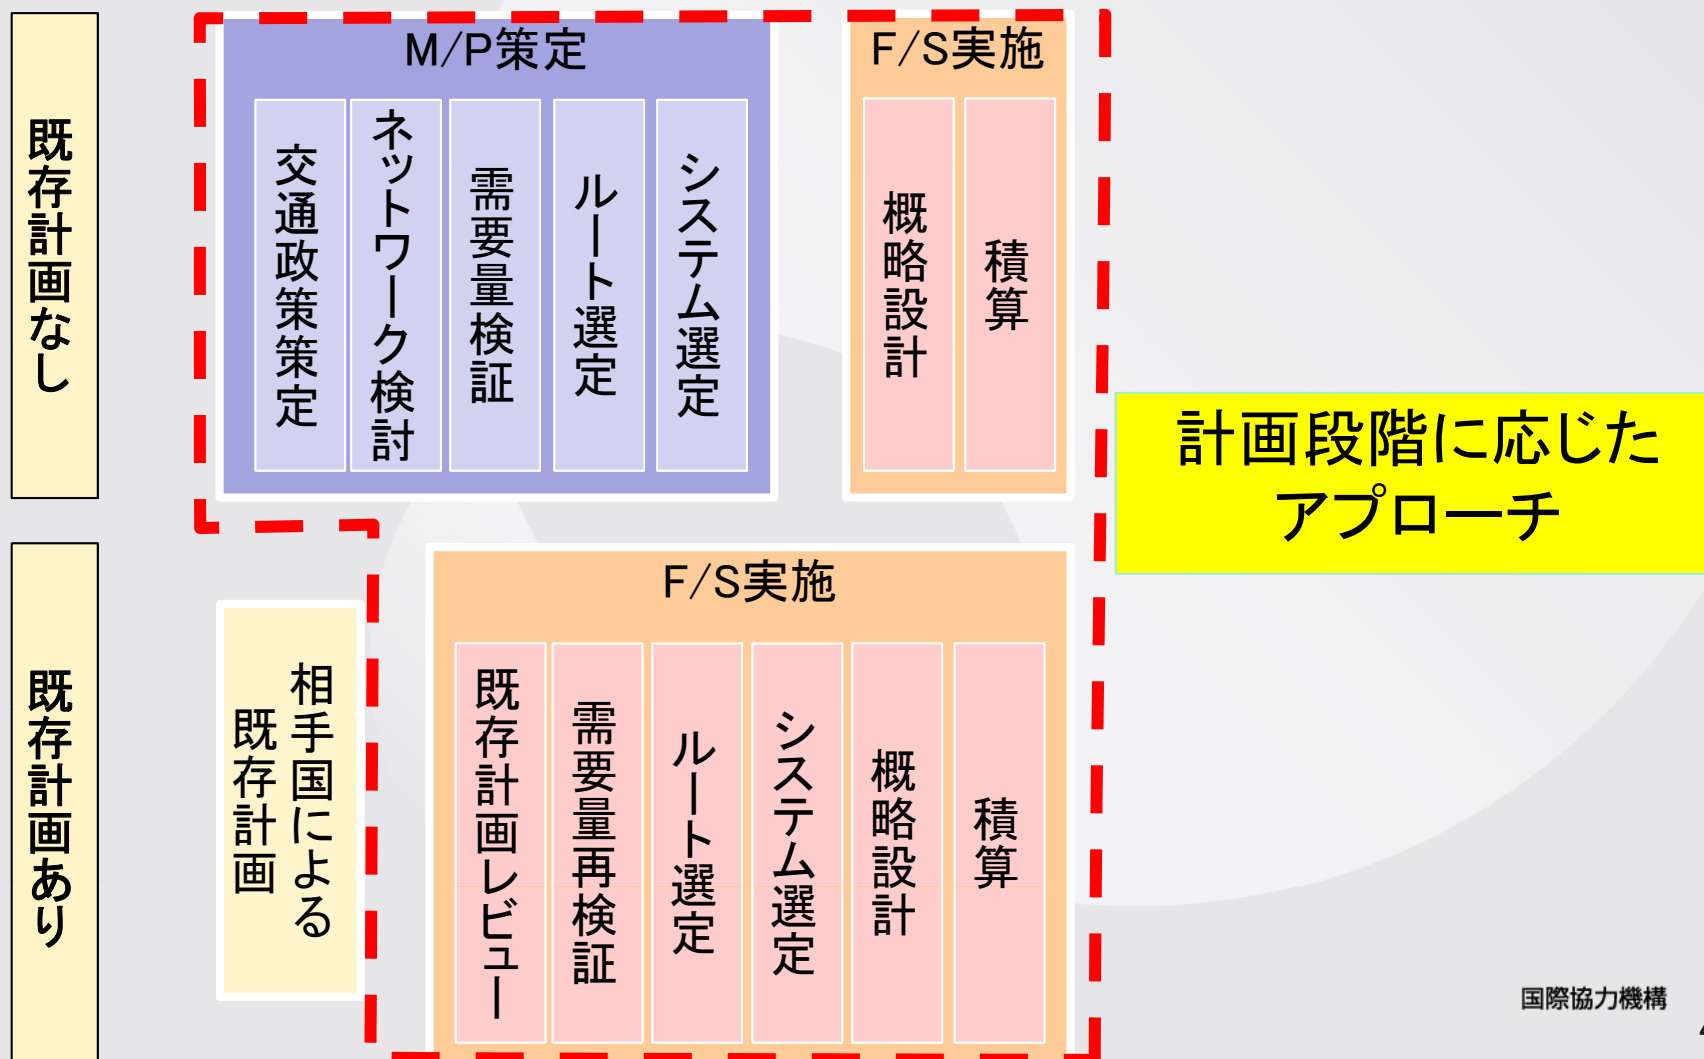 既存計画なし
M/P策定
交通政策策定
ネットワーク検討
需要量検証
ルート選定
システム選定
F/S実施
概略設計
積算
計画段階に応じた
アプローチ
既存計画あり
相手国による
既存計画
F/S実施
既存計画レビュー
需要量再検証
ルート選定
システム選定
概略設計
積算
国際協力機構